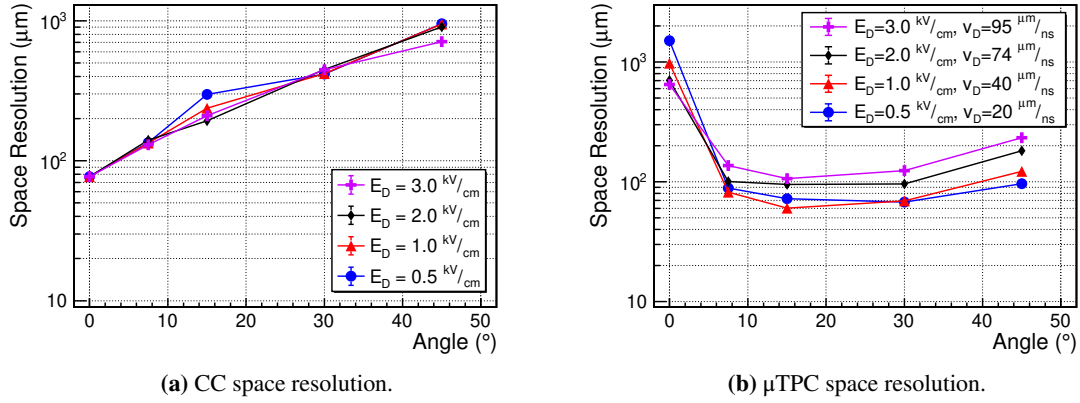 Space Resolution (μm)
10³
10²
10
0 10 20 30 40 50
Angle (°)
E_D = 3.0 kV/cm
E_D = 2.0 kV/cm
E_D = 1.0 kV/cm
E_D = 0.5 kV/cm
(a) CC space resolution.
Space Resolution (μm)
10³
10²
10
0 10 20 30 40 50
Angle (°)
E_D=3.0 kV/cm, v_D=95 μm/ns
E_D=2.0 kV/cm, v_D=74 μm/ns
E_D=1.0 kV/cm, v_D=40 μm/ns
E_D=0.5 kV/cm, v_D=20 μm/ns
(b) μTPC space resolution.